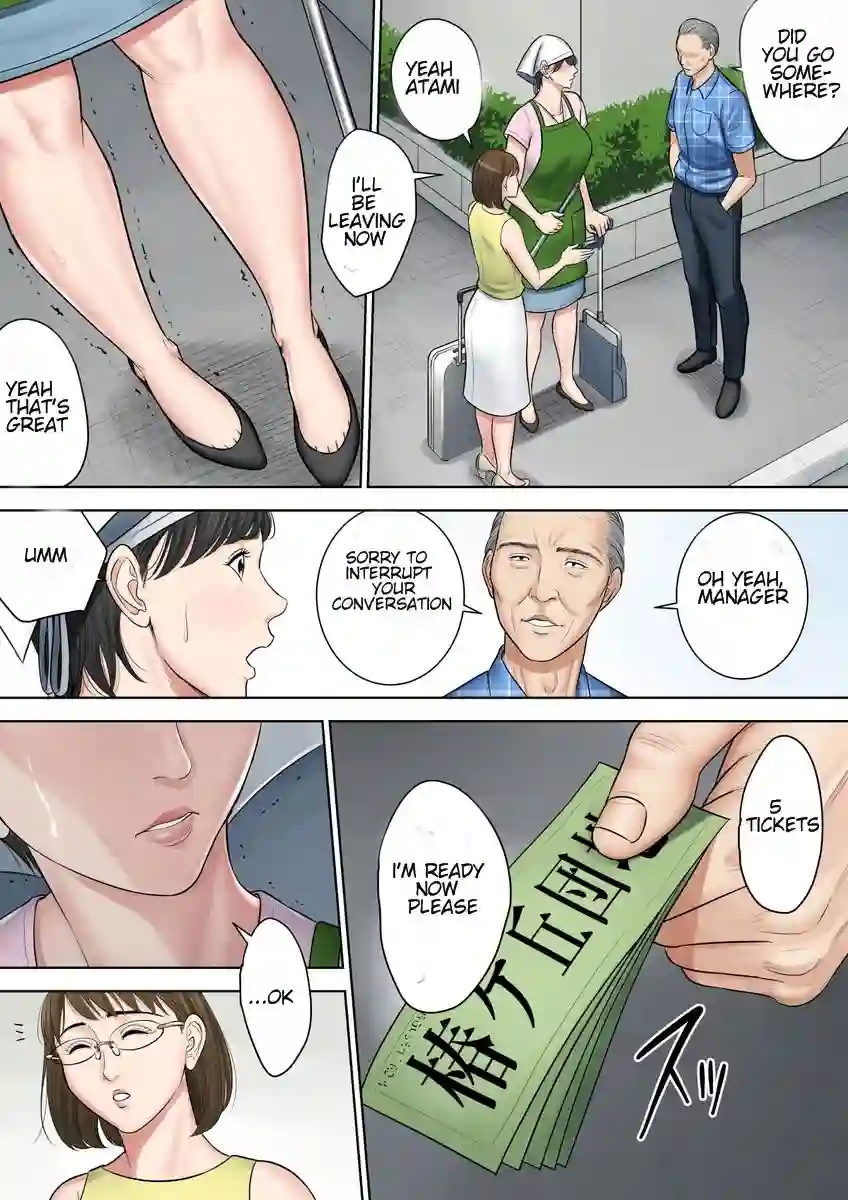 DID
YOU GO
SOME-
WHERE?
YEAH
ATAMI
I'LL
BE
LEAVING
NOW
YEAH
THAT'S
GREAT
OH YEAH,
MANAGER
SORRY TO
INTERRUPT
YOUR
CONVERSATION
UMM
5
TICKETS
I'M READY
NOW
PLEASE
椿ケ丘団地
スッ
...OK